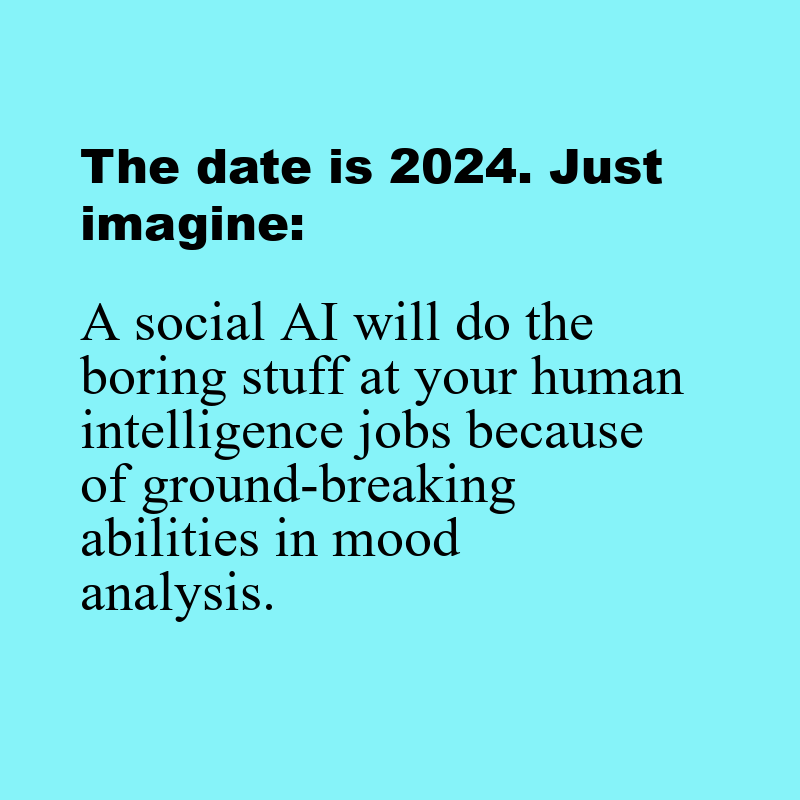 The date is 2024. Just
imagine:
A social AI will do the
boring stuff at your human
intelligence jobs because
of ground-breaking
abilities in mood
analysis.